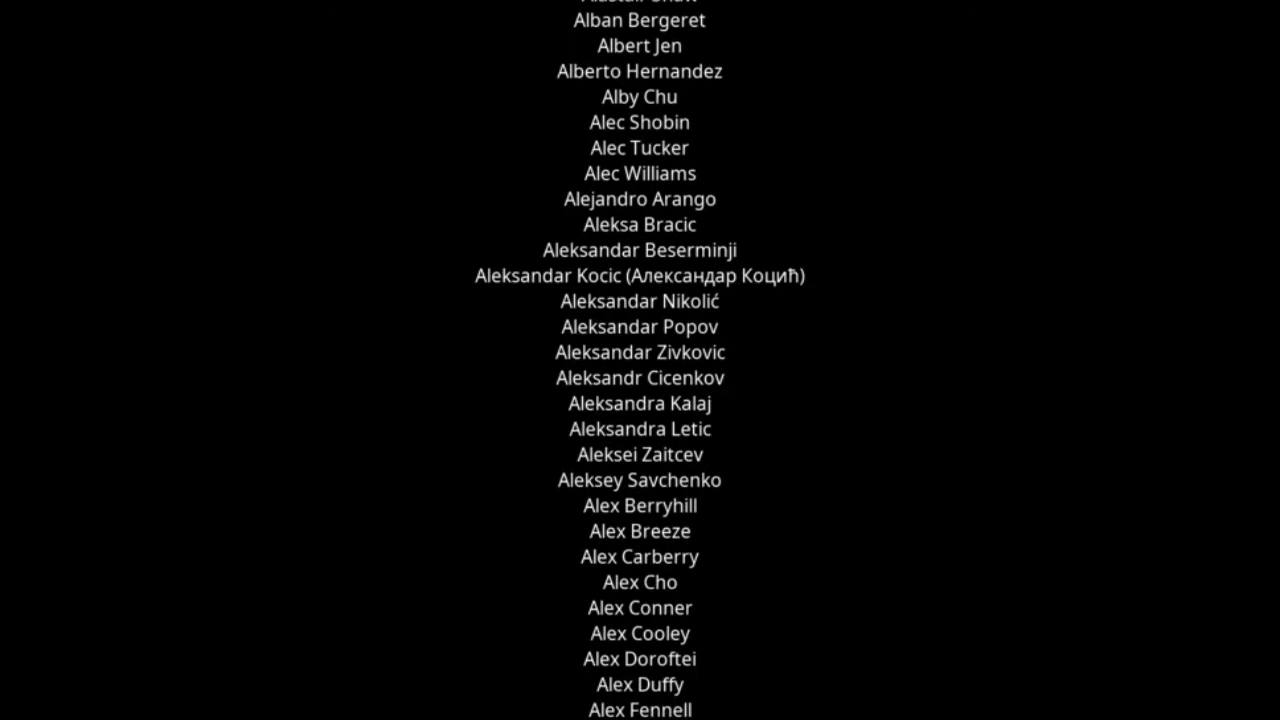 Alban Bergeret
Albert Jen
Alberto Hernandez
Alby Chu
Alec Shobin
Alec Tucker
Alec Williams
Alejandro Arango
Aleksa Bracic
Aleksandar Beserminji
Aleksandar Kocic (Александар Коцић)
Aleksandar Nikolić
Aleksandar Popov
Aleksandar Zivkovic
Aleksandr Cicenkov
Aleksandra Kalaj
Aleksandra Letic
Aleksei Zaitcev
Aleksey Savchenko
Alex Berryhill
Alex Breeze
Alex Carberry
Alex Cho
Alex Conner
Alex Cooley
Alex Doroftei
Alex Duffy
Alex Fennell